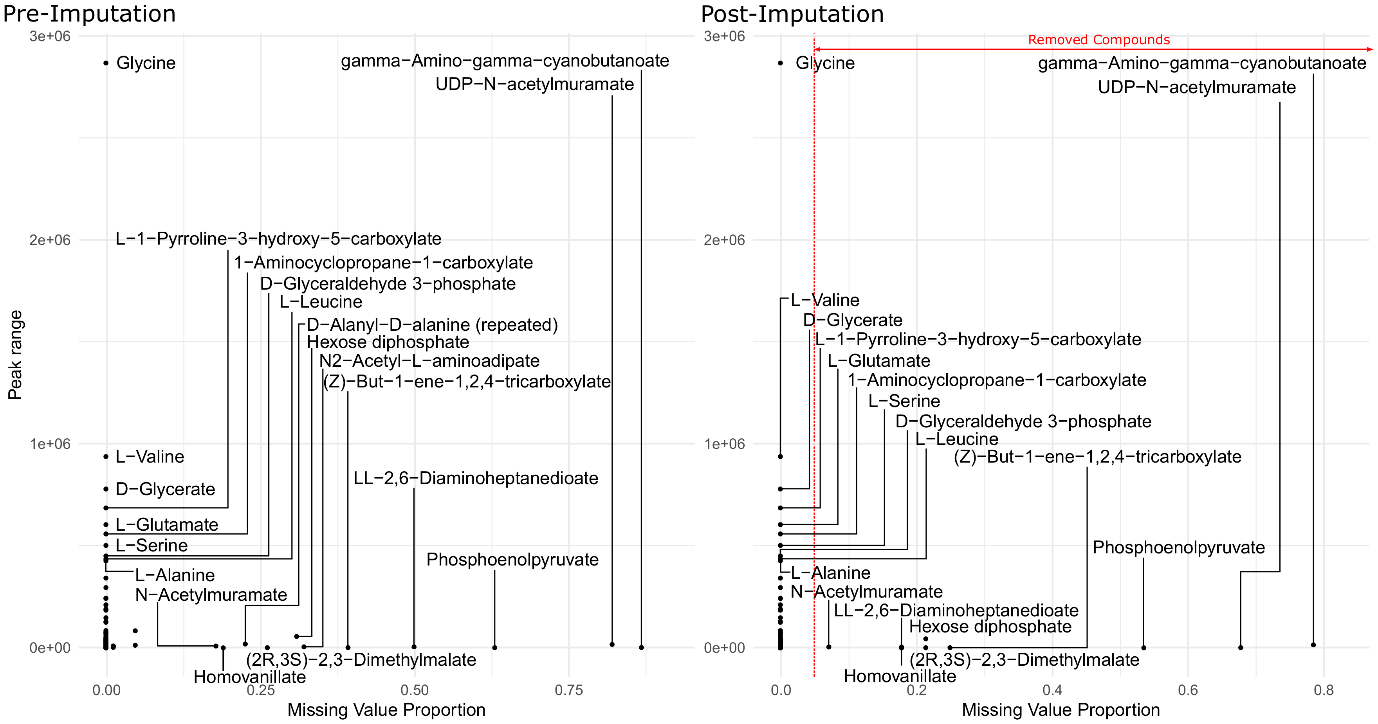 Pre-Imputation
3e+06
Glycine
gamma−Amino−gamma−cyanobutanoate
UDP−N−acetylmuramate
2e+06
L−1−Pyrroline−3−hydroxy−5−carboxylate
1−Aminocyclopropane−1−carboxylate
D−Glyceraldehyde 3−phosphate
L−Leucine
D−Alanyl−D−alanine (repeated)
Hexose diphosphate
N2−Acetyl−L−aminoadipate
(Z)−But−1−ene−1,2,4−tricarboxylate
Peak range
1e+06
L−Valine
LL−2,6−Diaminoheptanedioate
D−Glycerate
L−Glutamate
L−Serine
Phosphoenolpyruvate
L−Alanine
N−Acetylmuramate
0e+00
(2R,3S)−2,3−Dimethylmalate
Homovanillate
0.00 0.25 0.50 0.75
Missing Value Proportion
Post-Imputation
3e+06
Removed Compounds
Glycine
gamma−Amino−gamma−cyanobutanoate
UDP−N−acetylmuramate
2e+06
L−Valine
D−Glycerate
L−1−Pyrroline−3−hydroxy−5−carboxylate
L−Glutamate
1−Aminocyclopropane−1−carboxylate
L−Serine
D−Glyceraldehyde 3−phosphate
L−Leucine
1e+06
(Z)−But−1−ene−1,2,4−tricarboxylate
Phosphoenolpyruvate
L−Alanine
N−Acetylmuramate
LL−2,6−Diaminoheptanedioate
Hexose diphosphate
0e+00
(2R,3S)−2,3−Dimethylmalate
Homovanillate
0.0 0.2 0.4 0.6 0.8
Missing Value Proportion